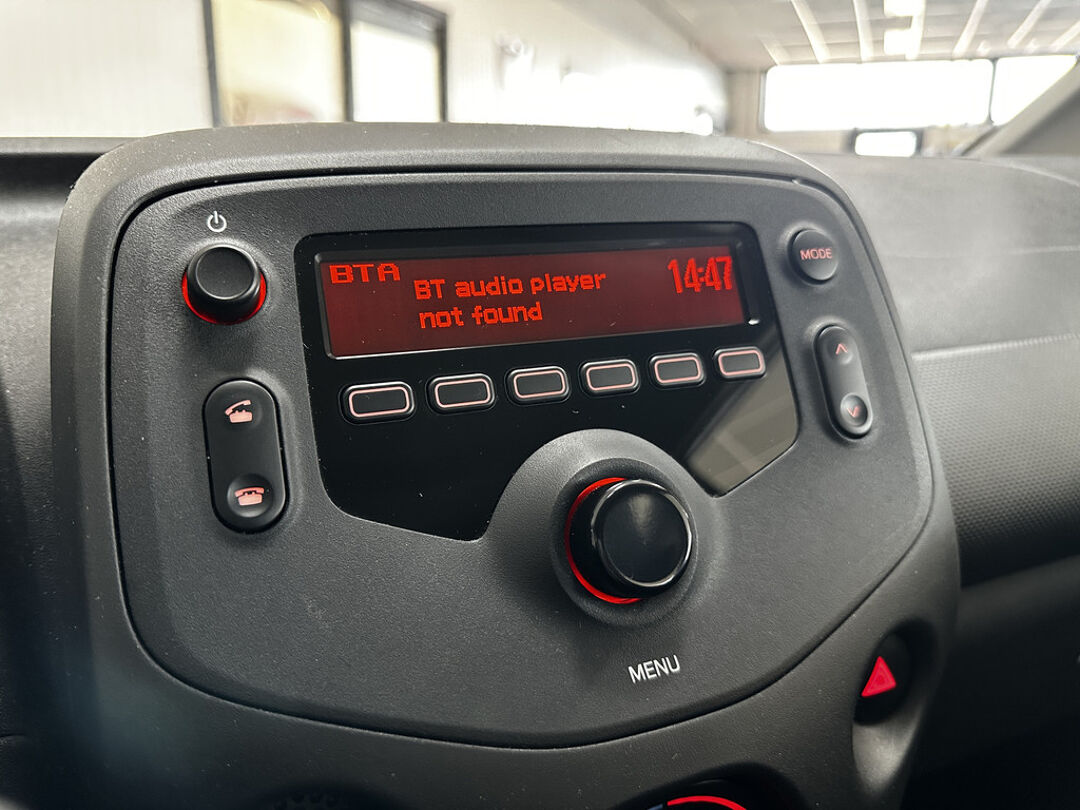 MODE
BTA
BT audio player
14:47
not found
MENU